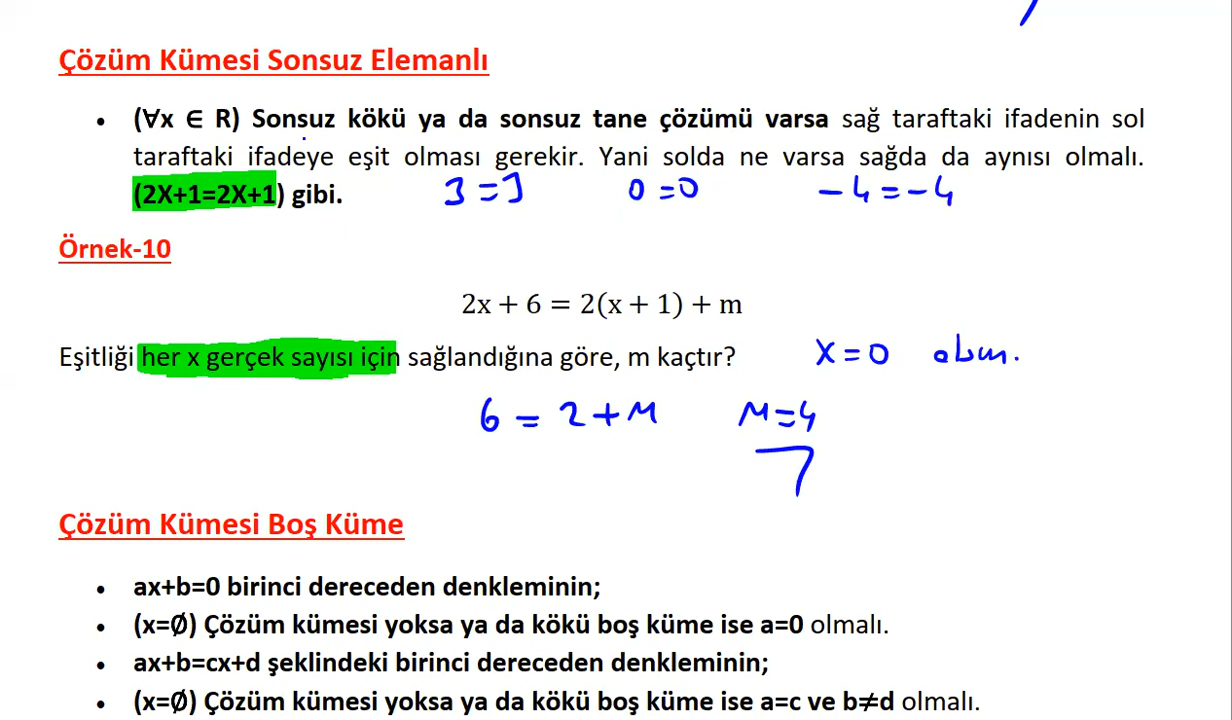 Çözüm Kümesi Sonsuz Elemanlı
• (∀x ∈ R) Sonsuz kökü ya da sonsuz tane çözümü varsa sağ taraftaki ifadenin sol
taraftaki ifadeye eşit olması gerekir. Yani solda ne varsa sağda da aynısı olmalı.
(2X+1=2X+1) gibi. 3 = 3 0 = 0 -4 = -4
Örnek-10
2x + 6 = 2(x + 1) + m
Eşitliği her x gerçek sayısı için sağlandığına göre, m kaçtır? x = 0 olsun.
6 = 2 + M M = 4
Çözüm Kümesi Boş Küme
• ax+b=0 birinci dereceden denkleminin;
• (x=∅) Çözüm kümesi yoksa ya da kökü boş küme ise a=0 olmalı.
• ax+b=cx+d şeklindeki birinci dereceden denkleminin;
• (x=∅) Çözüm kümesi yoksa ya da kökü boş küme ise a=c ve b≠d olmalı.